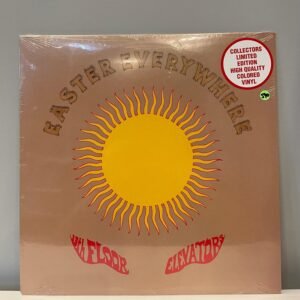 EASTER EVERYWHERE
COLLECTORS
LIMITED
EDITION
HIGH QUALITY
COLORED
VINYL
13th FLOOR
ELEVATORS